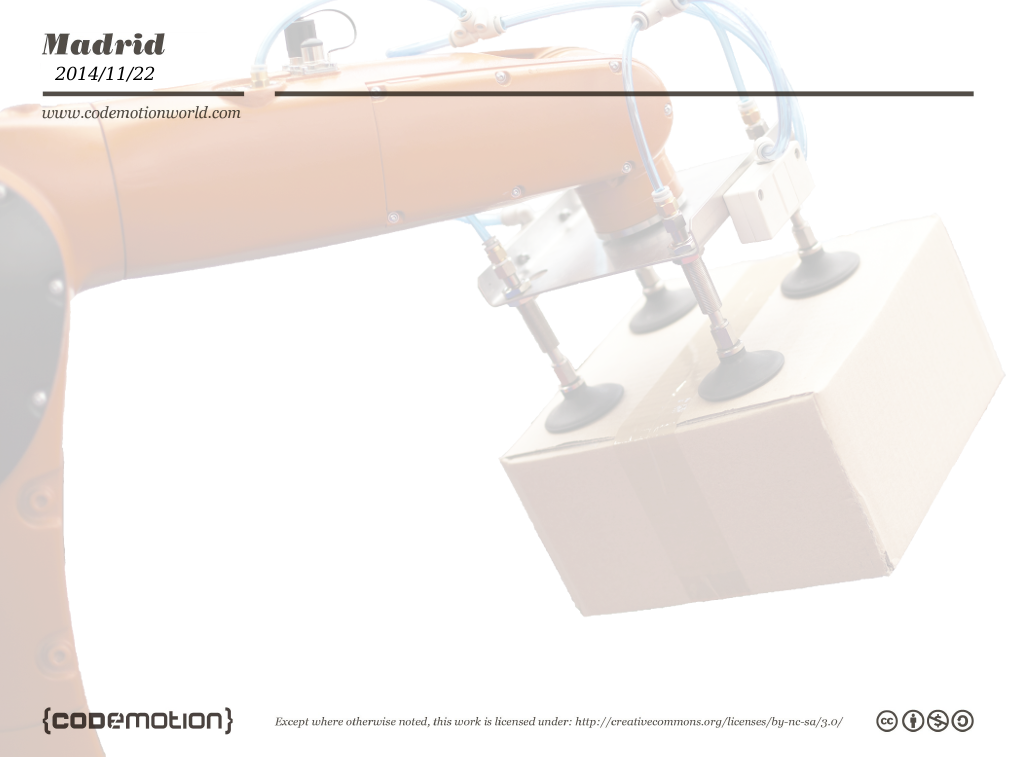 Madrid
2014/11/22
www.codemotionworld.com
{codemotion}
Except where otherwise noted, this work is licensed under: http://creativecommons.org/licenses/by-nc-sa/3.0/
cc